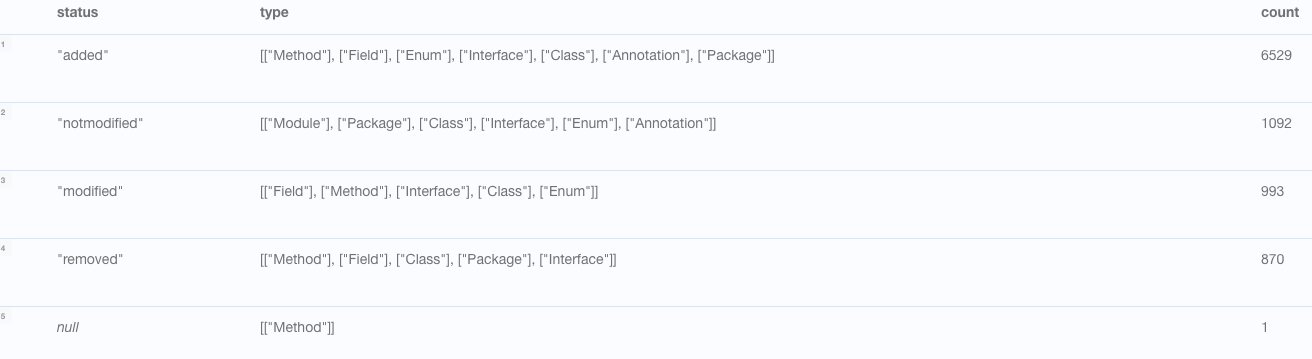 status type count
1
"added" [["Method"], ["Field"], ["Enum"], ["Interface"], ["Class"], ["Annotation"], ["Package"]] 6529
2
"notmodified" [["Module"], ["Package"], ["Class"], ["Interface"], ["Enum"], ["Annotation"]] 1092
3
"modified" [["Field"], ["Method"], ["Interface"], ["Class"], ["Enum"]] 993
4
"removed" [["Method"], ["Field"], ["Class"], ["Package"], ["Interface"]] 870
5
null [["Method"]] 1